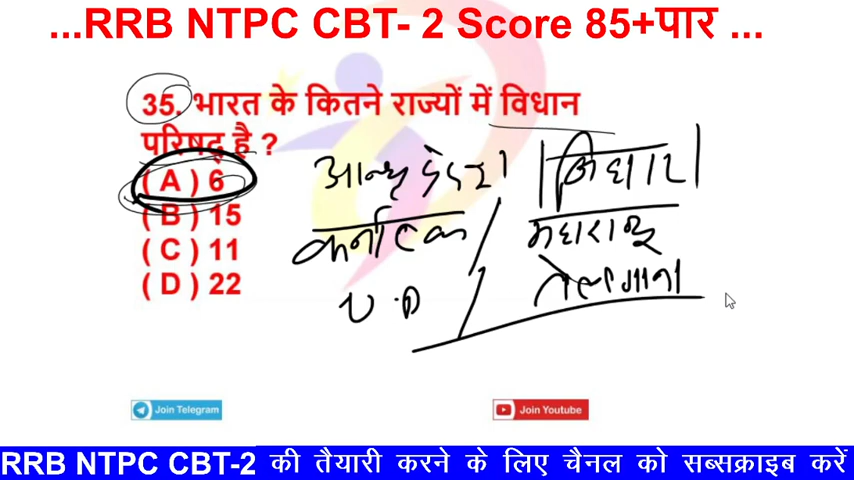 ...RRB NTPC CBT- 2 Score 85+पार ...
35. भारत के कितने राज्यों में विधान
परिषद् है ?
( A ) 6
( B ) 15
( C ) 11
( D ) 22
आन्ध्र प्रदेश बिहार
कर्नाटक / महाराष्ट्र
U.P / तेलंगाना
Join Telegram
Join Youtube
RRB NTPC CBT-2 की तैयारी करने के लिए चैनल को सब्सक्राइब करें